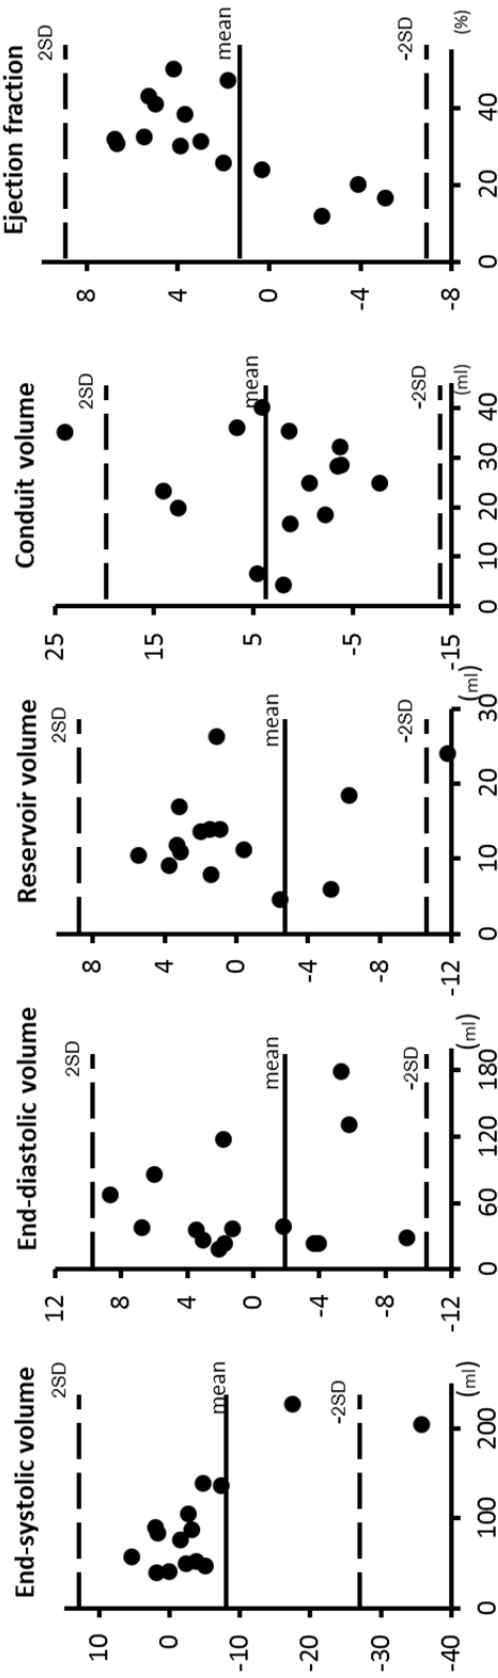 End-systolic volume
2SD
10
0
mean
-10
-20
-2SD
-30
-40
0
100
200
(ml)
End-diastolic volume
12
2SD
8
4
0
mean
-4
-8
-2SD
-12
0
60
120
180
(ml)
Reservoir volume
2SD
8
4
0
mean
-4
-8
-2SD
-12
0
10
20
30
(ml)
Conduit volume
25
2SD
15
5
mean
-5
-2SD
-15
0
10
20
30
40
(ml)
Ejection fraction
2SD
8
4
mean
0
-4
-2SD
-8
0
20
40
(%)